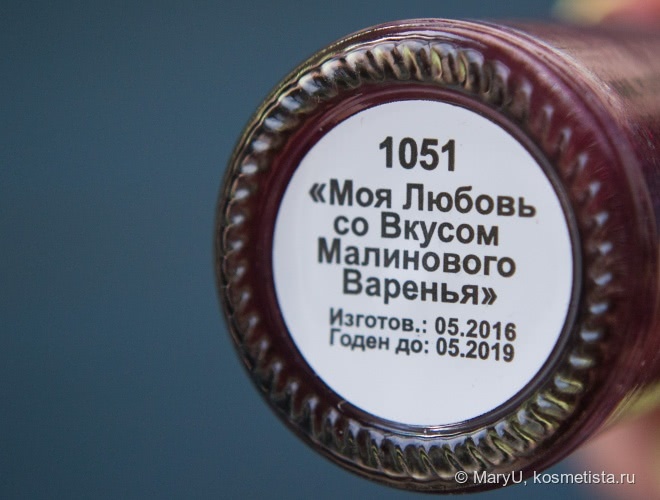 1051
«Моя Любовь
со Вкусом
Малинового
Варенья»
Изготов.: 05.2016
Годен до: 05.2019
© MaryU, kosmetista.ru